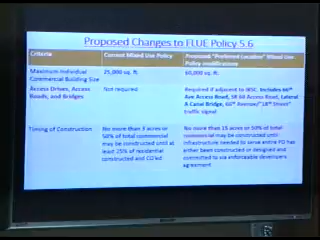 Proposed Changes to FLUE Policy 5.6
Criteria
Current Mixed Use Policy
Proposed "Preferred Location" Mixed Use
Policy modifications
Maximum Individual
Commercial Building Size
25,000 sq. ft.
60,000 sq. ft.
Access Drives, Access
Roads, and Bridges
Not required
Required if adjacent to IRSC. Includes 66th
Ave Access Road, SR 60 Access Road, Lateral
A Canal Bridge, 66th Avenue/
Street"
traffic signal
Timing of Construction
No more than 3 acres or
50% of total commercial
may be constructed until at
least 25% of residential
constructed and CO'ed
No more than 15 acres or 50% of total
commercial may be constructed until
infrastructure needed to serve entire PD has
either been constructed or designed and
committed to via enforceable developers
agreement